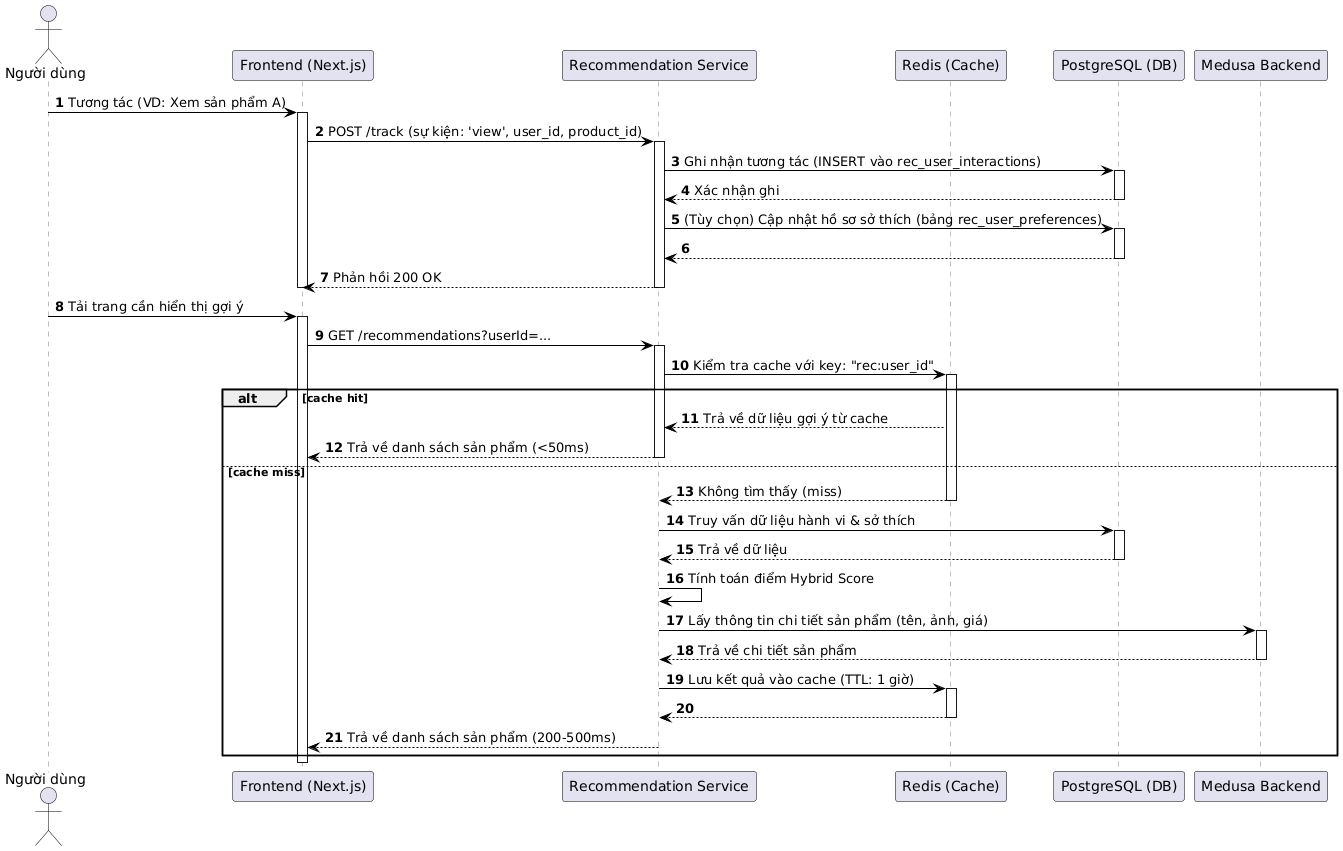 Người dùng
Frontend (Next.js)
Recommendation Service
Redis (Cache)
PostgreSQL (DB)
Medusa Backend
1 Tương tác (VD: Xem sản phẩm A)
2 POST /track (sự kiện: 'view', user_id, product_id)
3 Ghi nhận tương tác (INSERT vào rec_user_interactions)
4 Xác nhận ghi
5 (Tùy chọn) Cập nhật hồ sơ sở thích (bảng rec_user_preferences)
6
7 Phản hồi 200 OK
8 Tải trang cần hiển thị gợi ý
9 GET /recommendations?userId=...
10 Kiểm tra cache với key: "rec:user_id"
alt [cache hit]
11 Trả về dữ liệu gợi ý từ cache
12 Trả về danh sách sản phẩm (<50ms)
[cache miss]
13 Không tìm thấy (miss)
14 Truy vấn dữ liệu hành vi & sở thích
15 Trả về dữ liệu
16 Tính toán điểm Hybrid Score
17 Lấy thông tin chi tiết sản phẩm (tên, ảnh, giá)
18 Trả về chi tiết sản phẩm
19 Lưu kết quả vào cache (TTL: 1 giờ)
20
21 Trả về danh sách sản phẩm (200-500ms)
Người dùng
Frontend (Next.js)
Recommendation Service
Redis (Cache)
PostgreSQL (DB)
Medusa Backend